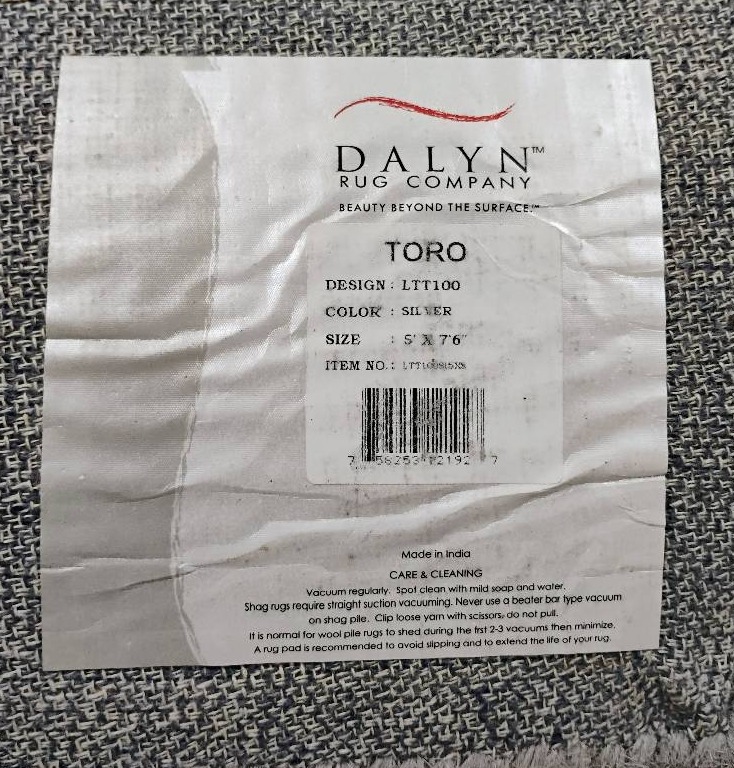 DALYN™
RUG COMPANY
BEAUTY BEYOND THE SURFACE.™
TORO
DESIGN : LTT100
COLOR : SILVER
SIZE : 5' X 7'6"
ITEM NO. :
7 2192 7
Made in India
CARE & CLEANING
Vacuum regularly. Spot clean with mild soap and water.
Shag rugs require straight suction vacuuming. Never use a beater bar type vacuum
on shag pile. Clip loose yarn with scissors, do not pull.
It is normal for wool pile rugs to shed during the first 2-3 vacuums then minimize.
A rug pad is recommended to avoid slipping and to extend the life of your rug.